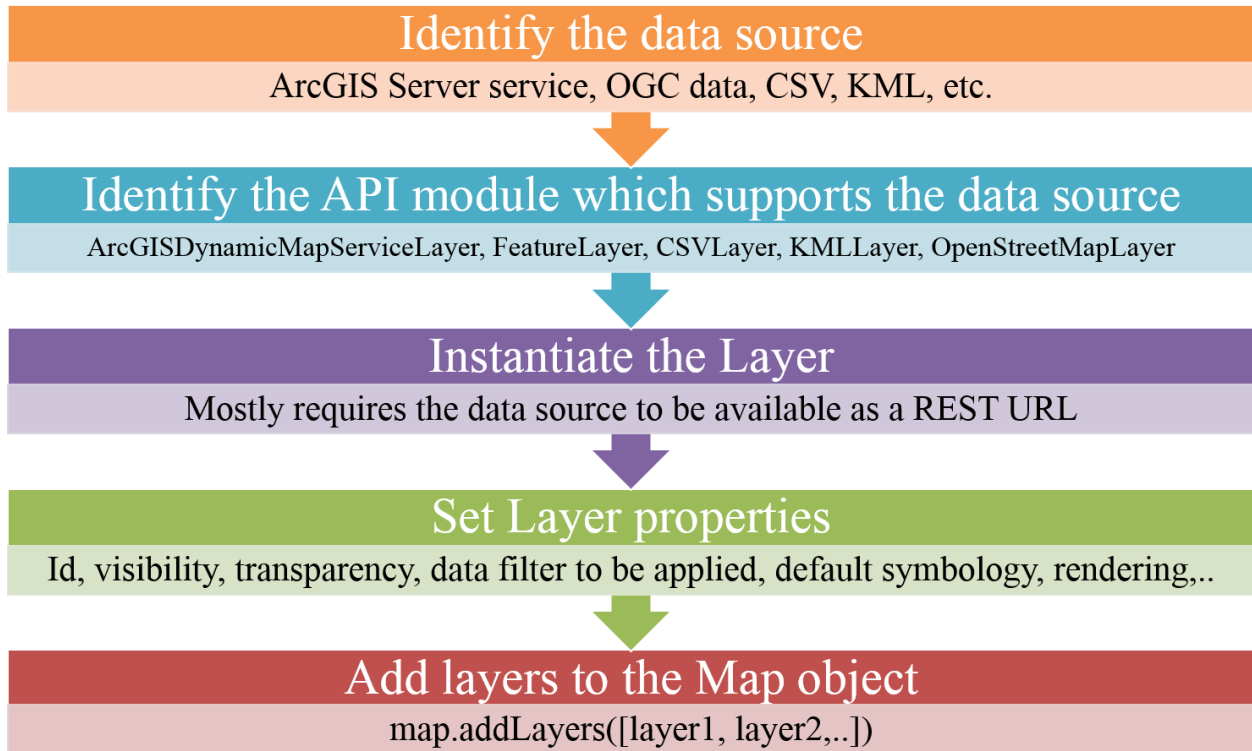 Identify the data source
ArcGIS Server service, OGC data, CSV, KML, etc.
Identify the API module which supports the data source
ArcGISDynamicMapServiceLayer, FeatureLayer, CSVLayer, KMLLayer, OpenStreetMapLayer
Instantiate the Layer
Mostly requires the data source to be available as a REST URL
Set Layer properties
Id, visibility, transparency, data filter to be applied, default symbology, rendering,..
Add layers to the Map object
map.addLayers([layer1, layer2,..])